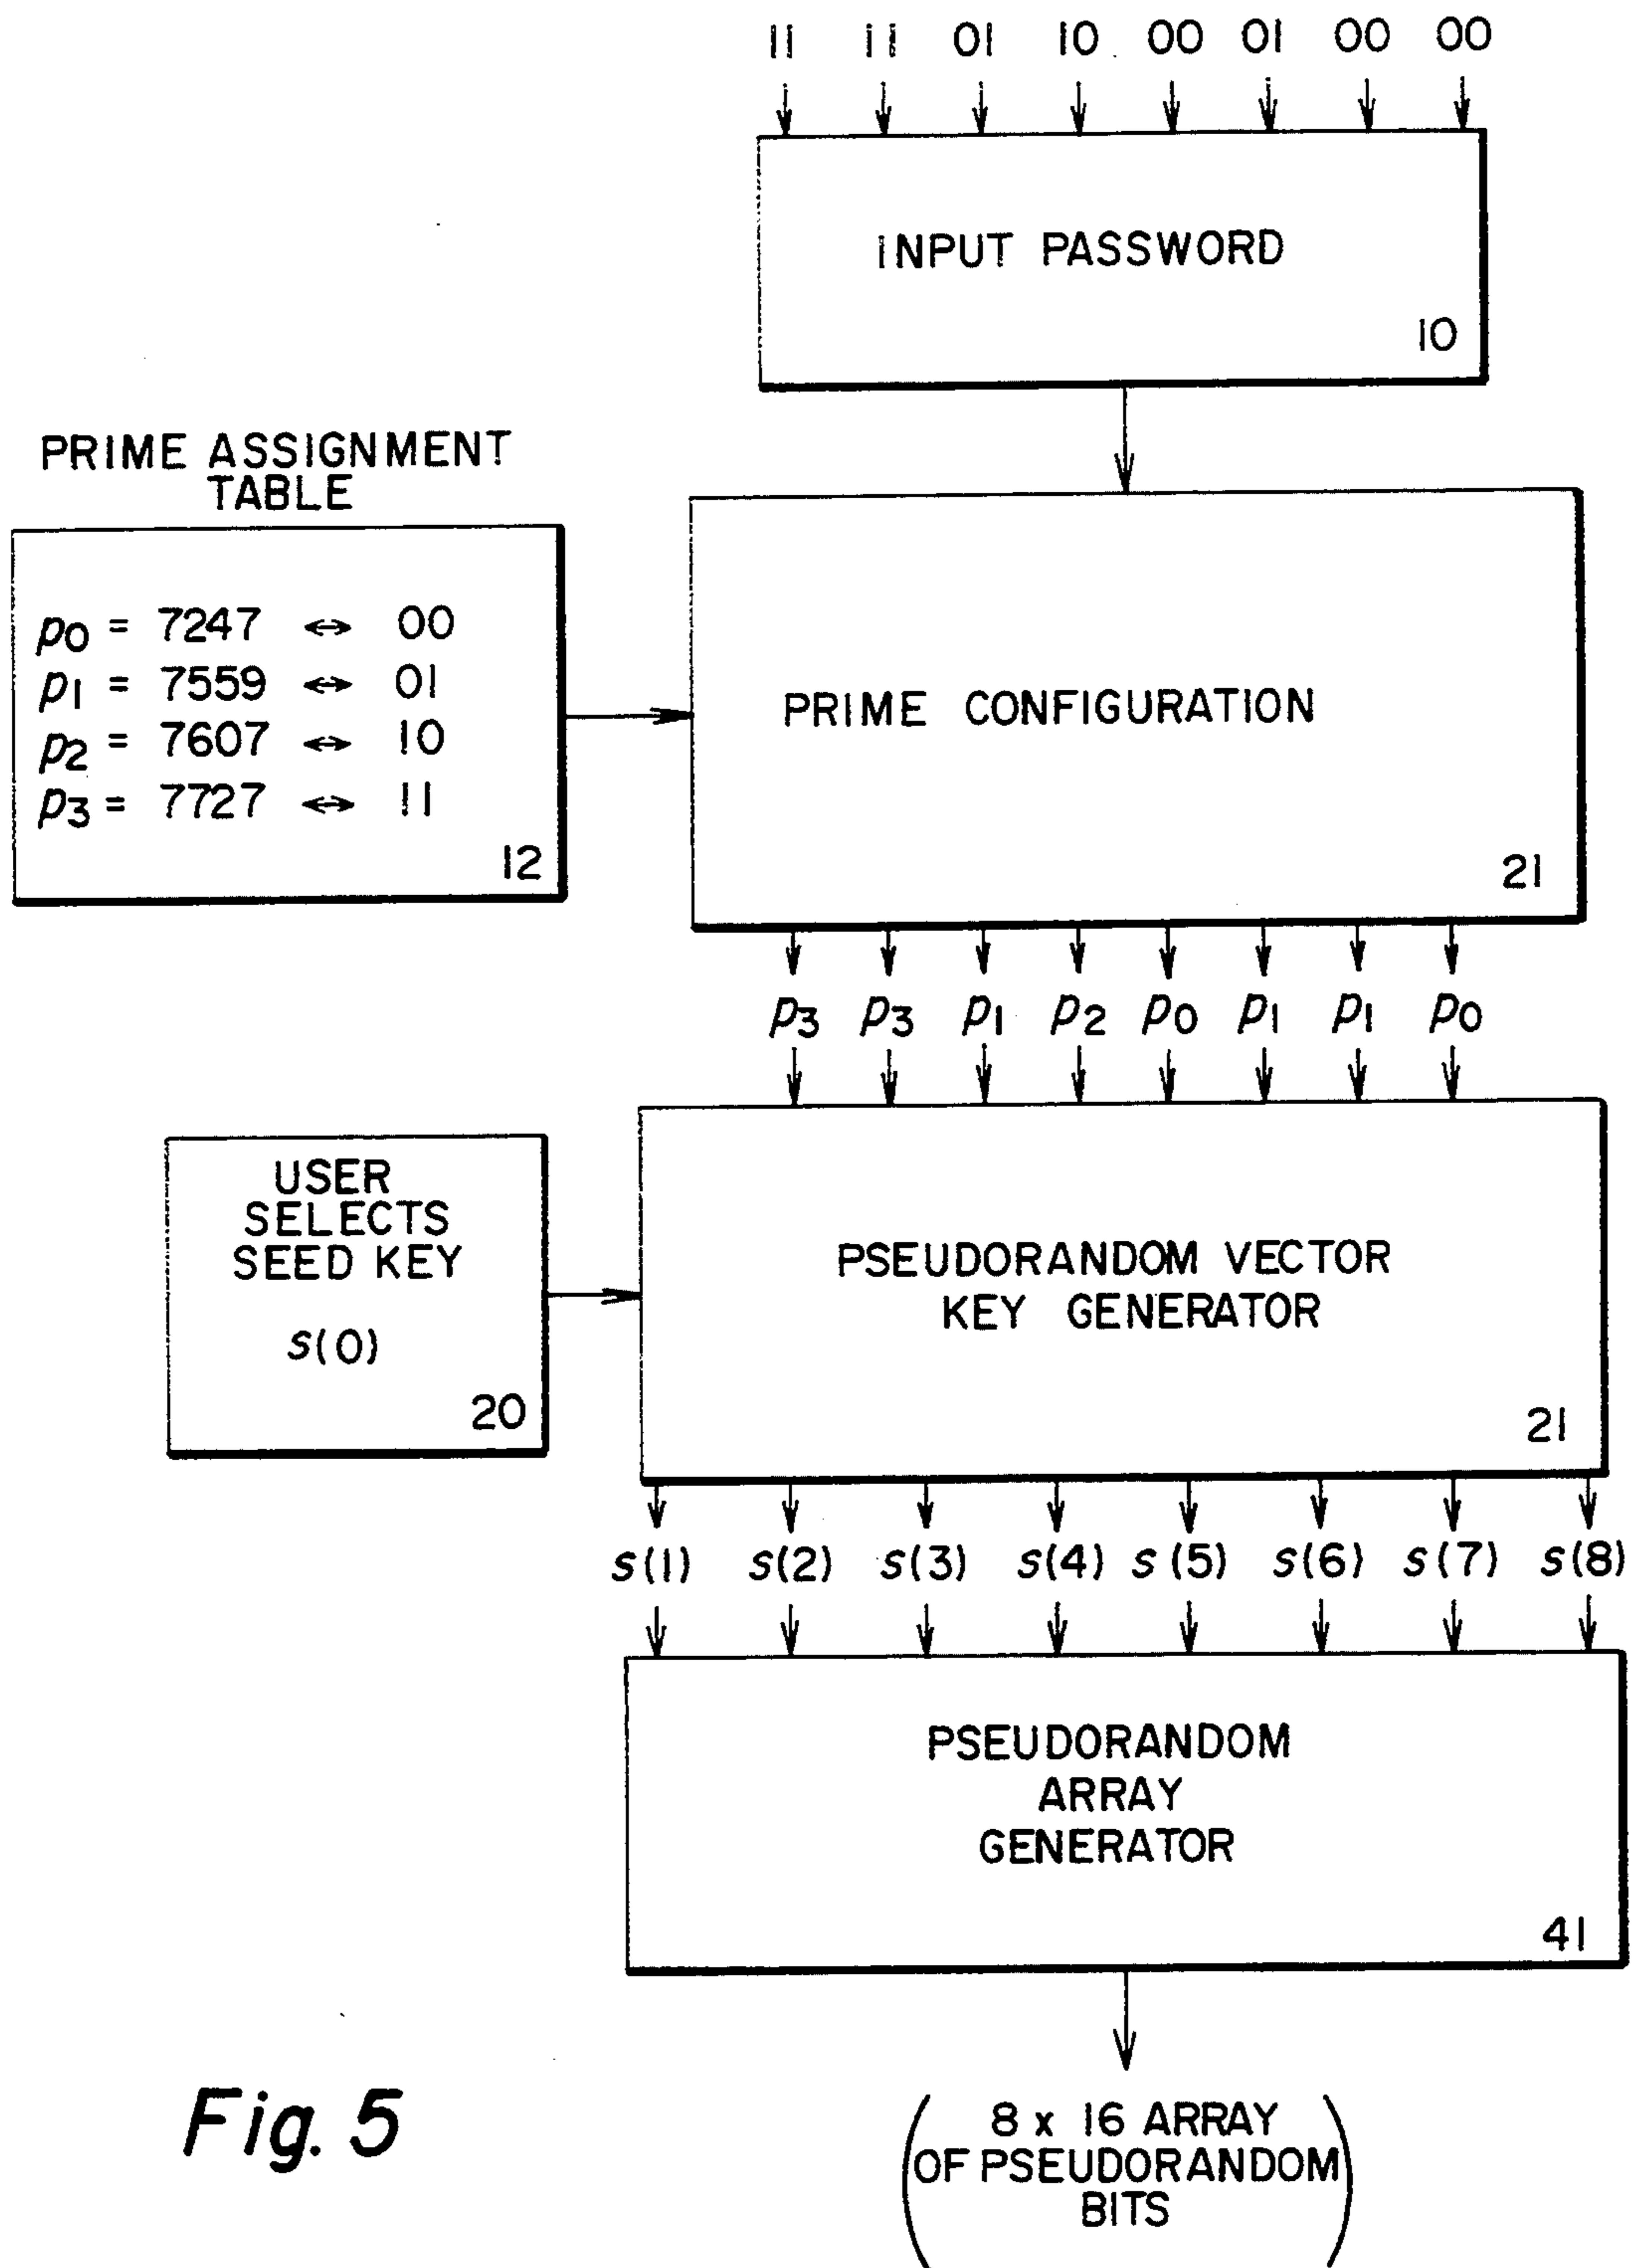 11 11 01 10 00 01 00 00
INPUT PASSWORD
10
PRIME ASSIGNMENT
TABLE
p0 = 7247 ↔ 00
p1 = 7559 ↔ 01
p2 = 7607 ↔ 10
p3 = 7727 ↔ 11
12
PRIME CONFIGURATION
21
p3 p3 p1 p2 p0 p1 p1 p0
USER
SELECTS
SEED KEY
s(0)
20
PSEUDORANDOM VECTOR
KEY GENERATOR
21
s(1) s(2) s(3) s(4) s(5) s(6) s(7) s(8)
PSEUDORANDOM
ARRAY
GENERATOR
41
Fig. 5
( 8 x 16 ARRAY
OF PSEUDORANDOM
BITS )